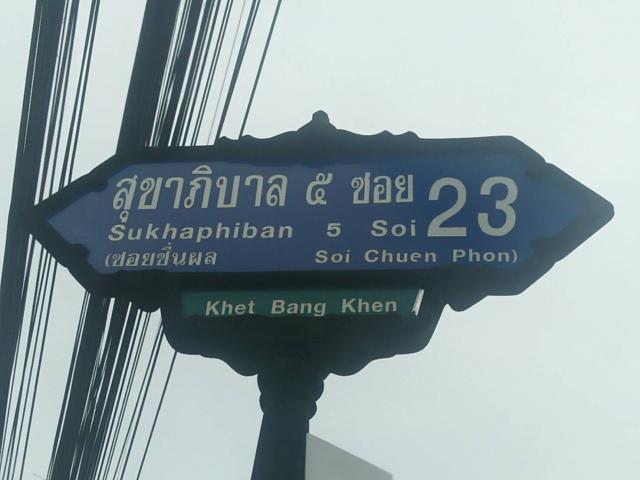 สุขาภิบาล ๕ ซอย 23
Sukhaphiban 5 Soi
(ซอยชื่นผล Soi Chuen Phon)
Khet Bang Khen